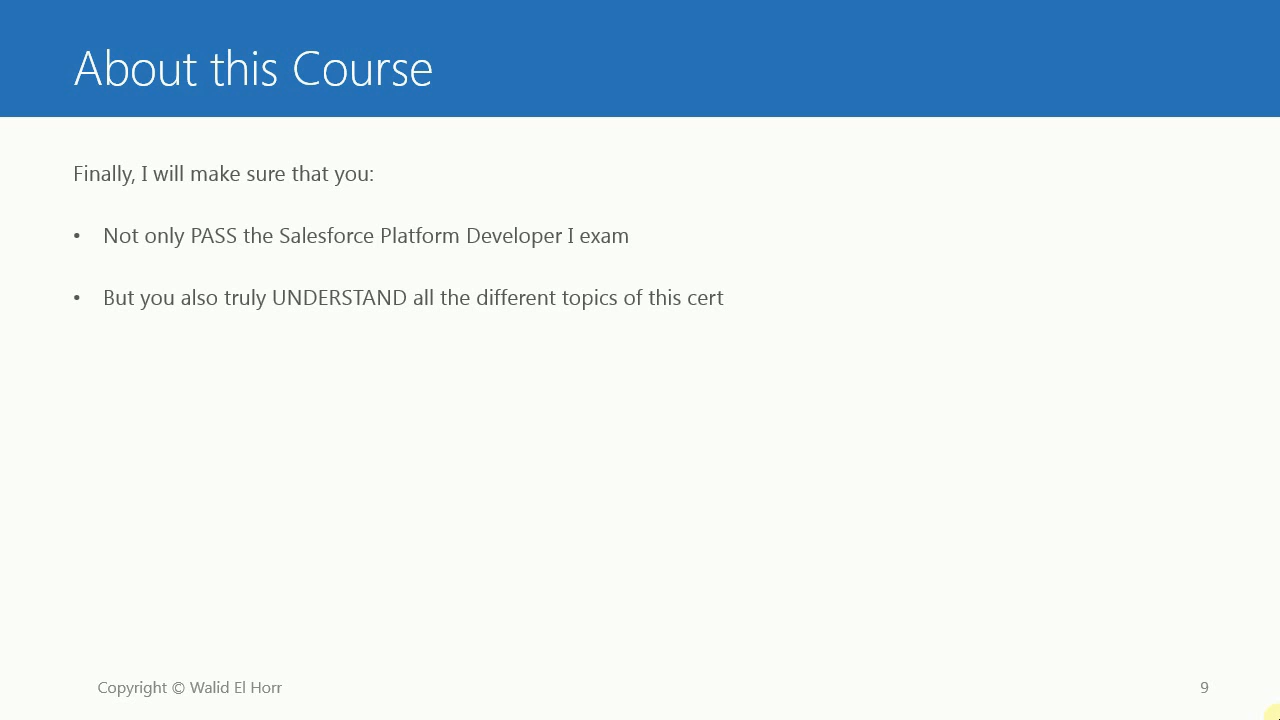 About this Course
Finally, I will make sure that you:
• Not only PASS the Salesforce Platform Developer I exam
• But you also truly UNDERSTAND all the different topics of this cert
Copyright © Walid El Horr
9